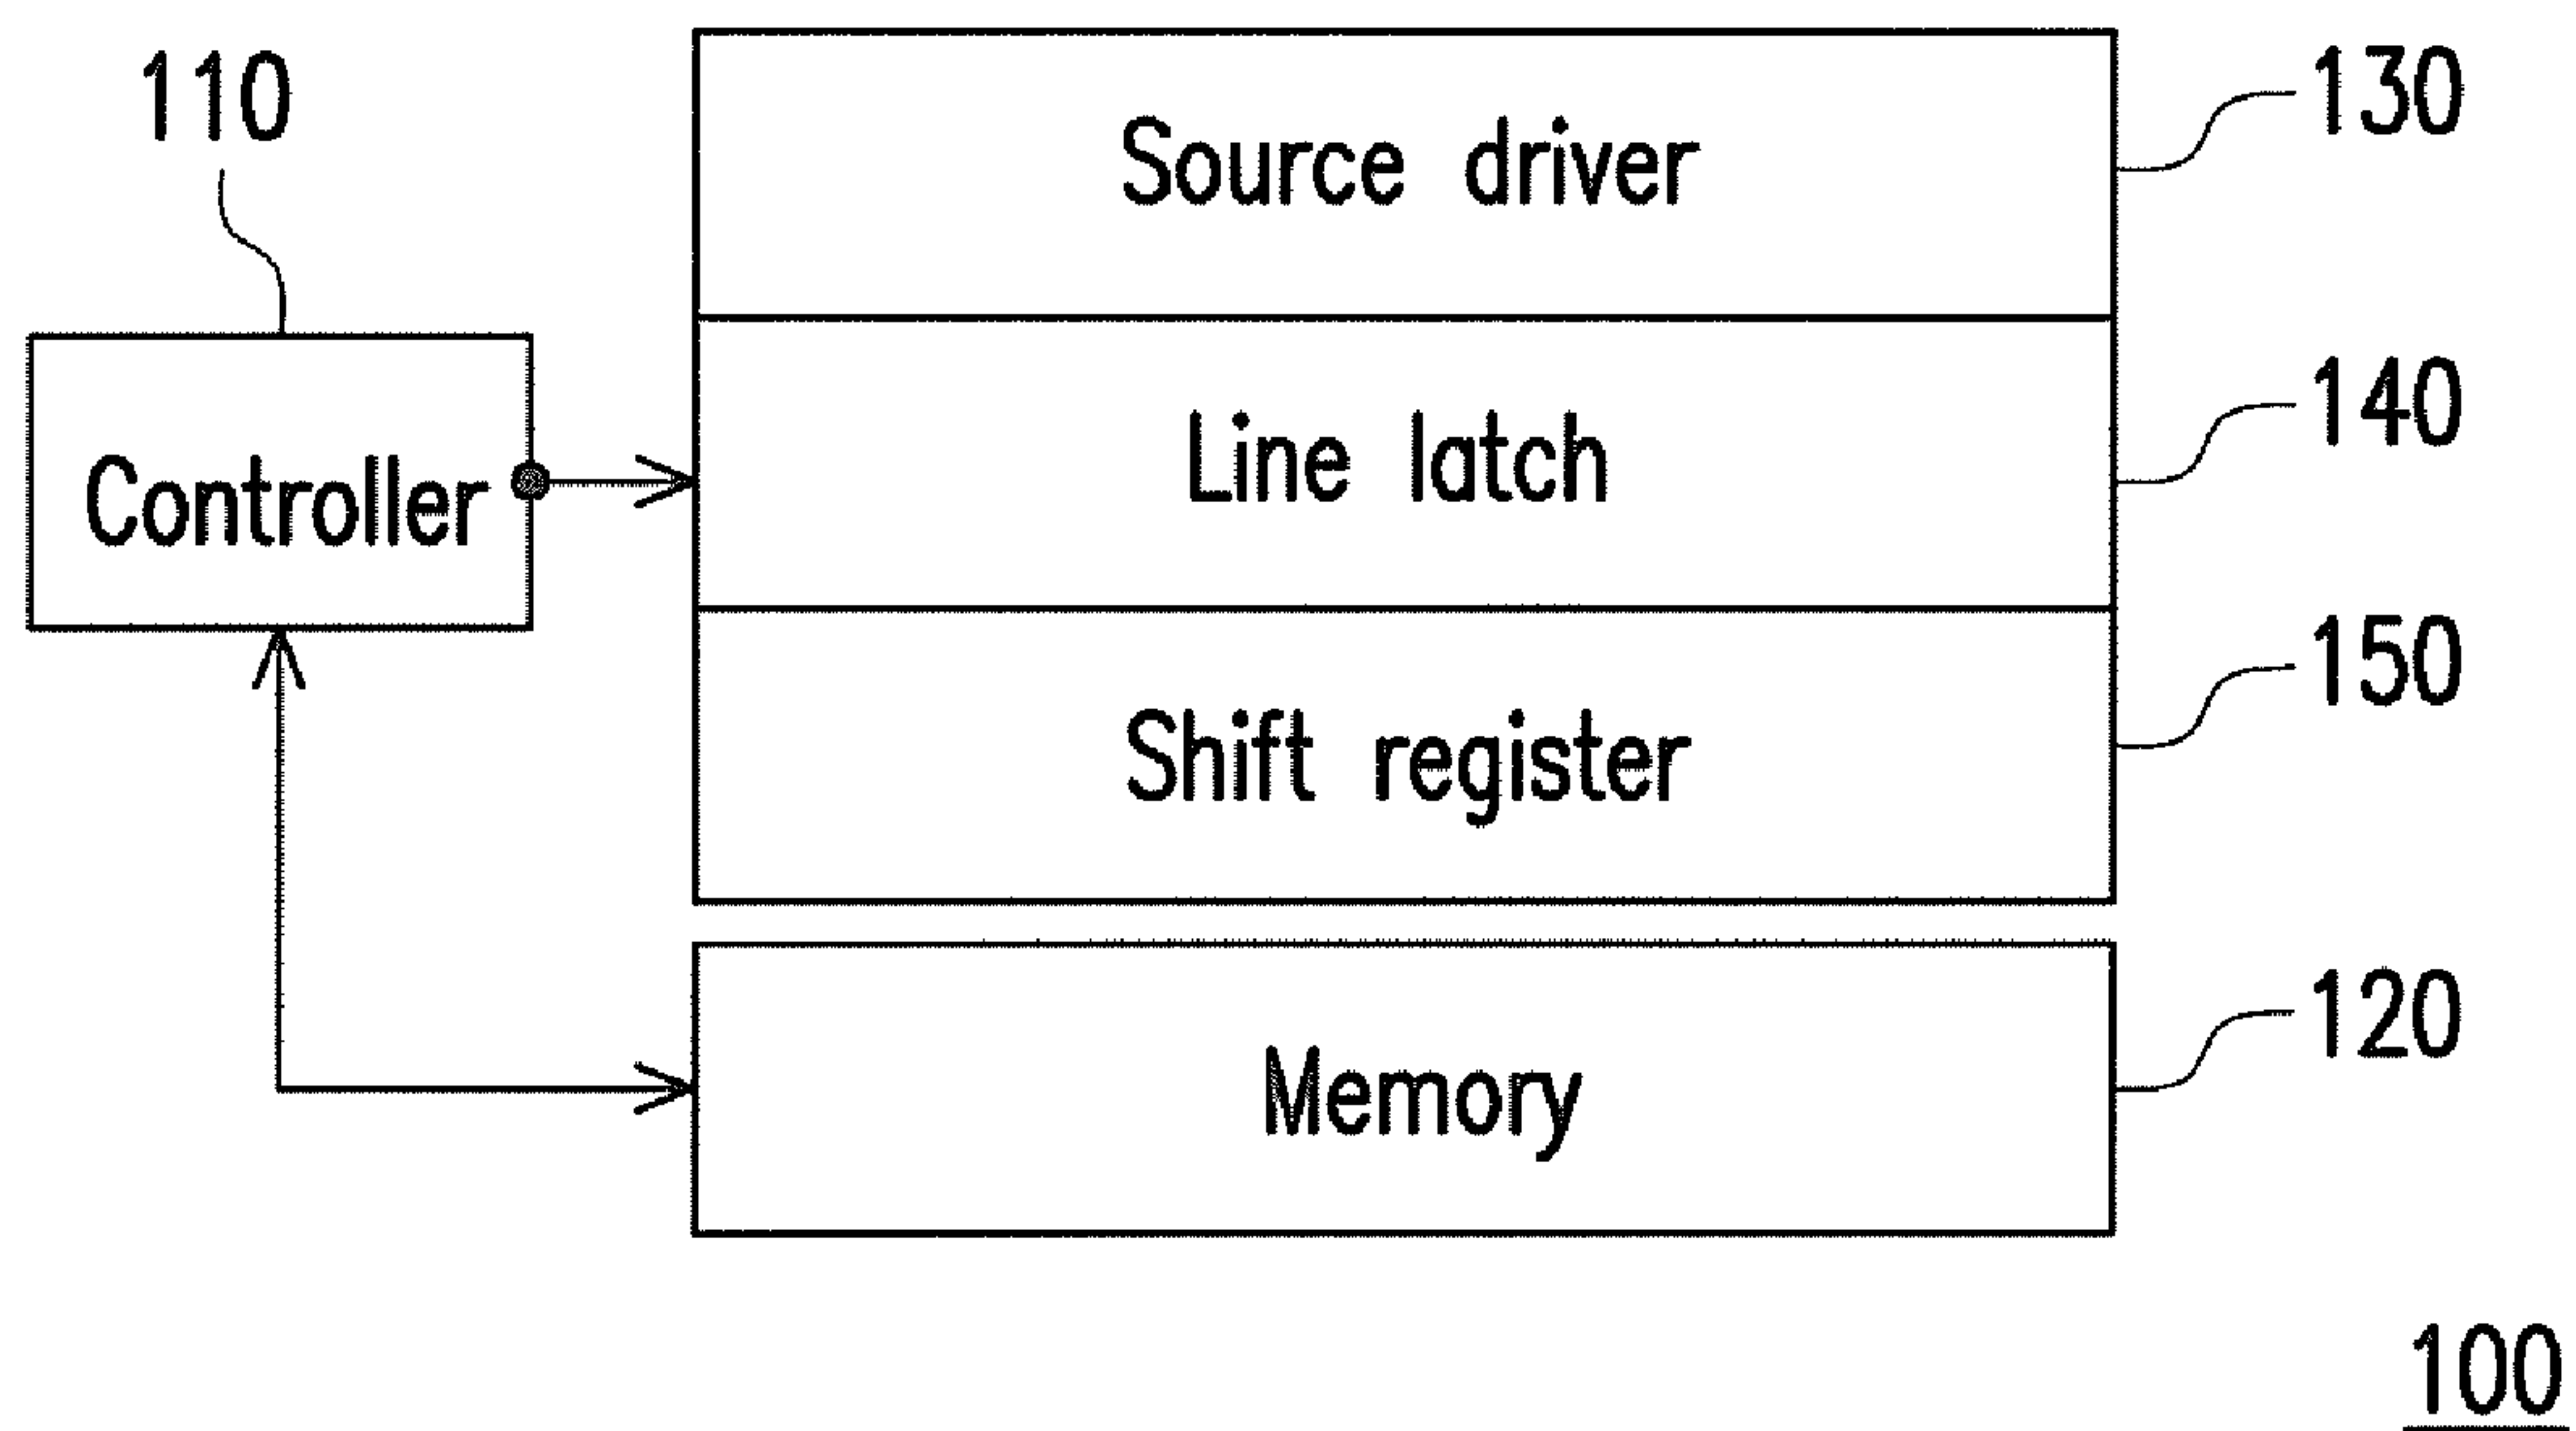 110
130
Source driver
140
Line latch
Controller
150
Shift register
120
Memory
100